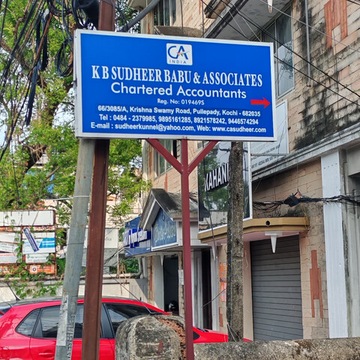 CA
INDIA
K B SUDHEER BABU & ASSOCIATES
Chartered Accountants
Reg. No: 0194695
66/3085/A, Krishna Swamy Road, Pullepady, Kochi - 682035
Tel : 0484 - 2379985, 9895161285, 8921578242, 9446574294
E-mail : sudheerkunnel@yahoo.com, Web: www.casudheer.com